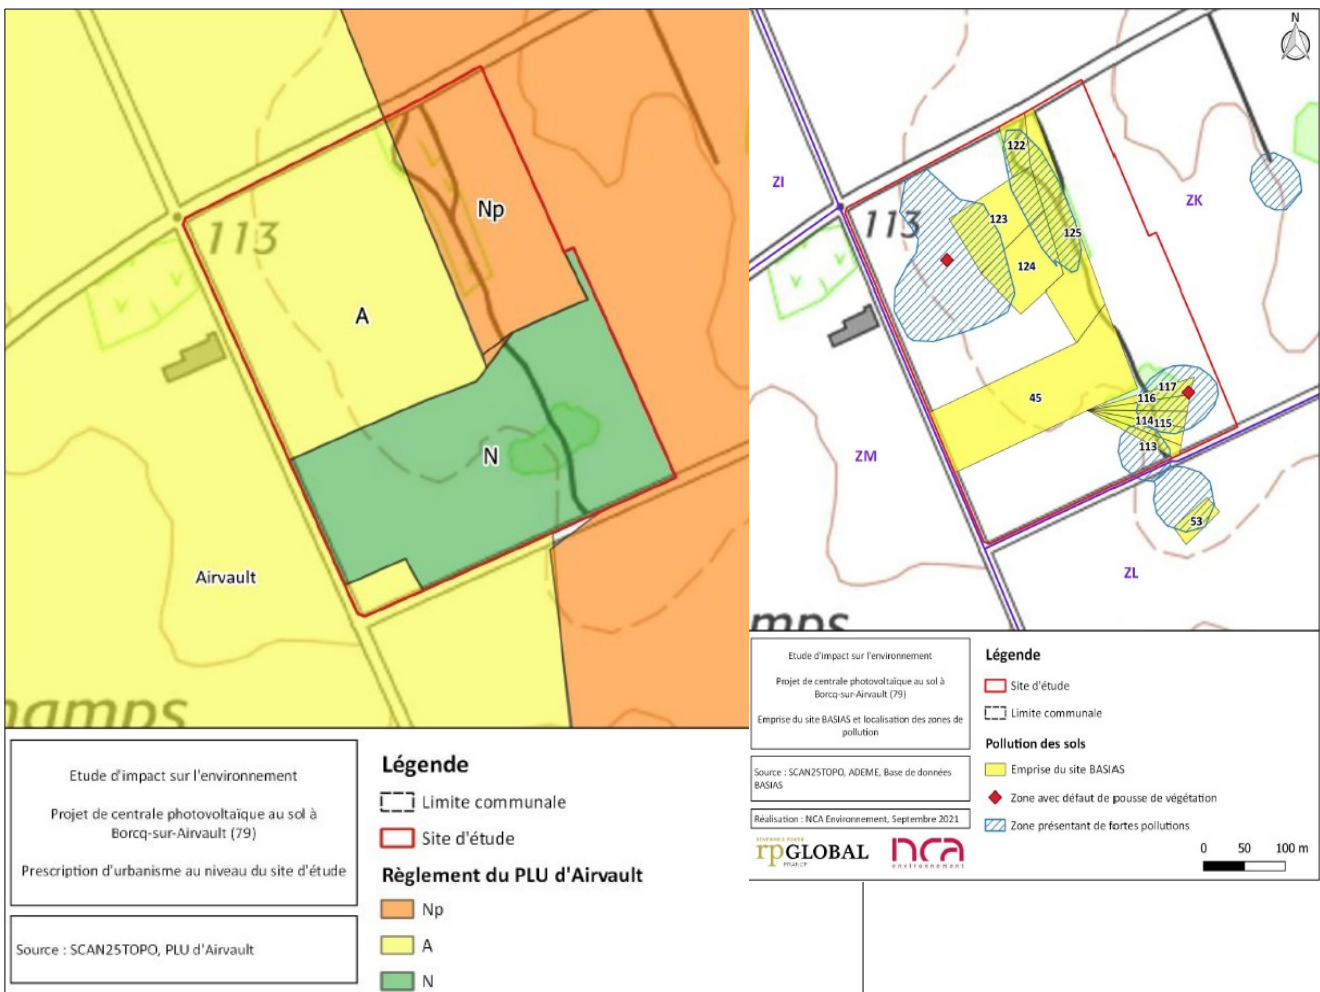 113
Np
A
N
Airvault
hamps
Etude d'impact sur l'environnement
Projet de centrale photovoltaïque au sol à
Borcq-sur-Airvault (79)
Prescription d'urbanisme au niveau du site d'étude
Source : SCAN25TOPO, PLU d'Airvault
Légende
Limite communale
Site d'étude
Règlement du PLU d'Airvault
Np
A
N
N
ZI
ZK
113
122
123
125
124
45
117
116
114
115
113
53
ZM
ZL
mps
Etude d'impact sur l'environnement
Projet de centrale photovoltaïque au sol à
Borcq-sur-Airvault (79)
Emprise du site BASIAS et localisation des zones de
pollution
Source : SCAN25TOPO, ADEME, Base de données
BASIAS
Réalisation : NCA Environnement, Septembre 2021
rpGLOBAL
FRANCE
nca
environnement
Légende
Site d'étude
Limite communale
Pollution des sols
Emprise du site BASIAS
Zone avec défaut de pousse de végétation
Zone présentant de fortes pollutions
0 50 100 m